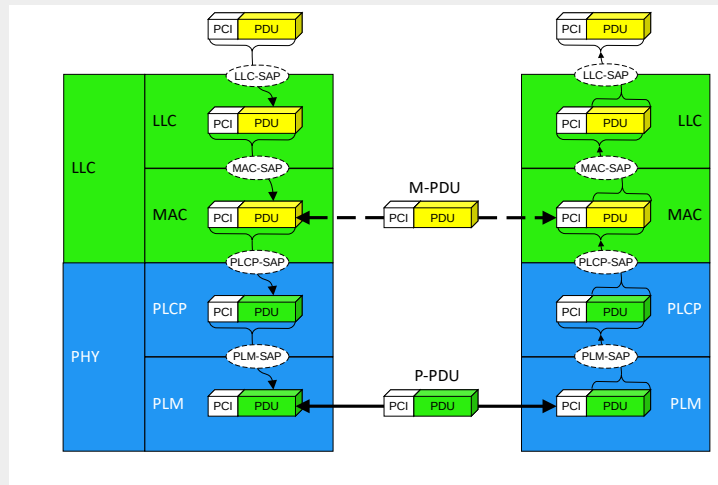 PCI PDU PCI PDU
LLC-SAP LLC-SAP
LLC PCI PDU PCI PDU LLC
LLC MAC-SAP MAC-SAP
M-PDU
MAC PCI PDU PCI PDU PCI PDU MAC
PLCP-SAP PLCP-SAP
PLCP PCI PDU PCI PDU PLCP
PHY PLM-SAP PLM-SAP
P-PDU
PLM PCI PDU PCI PDU PCI PDU PLM